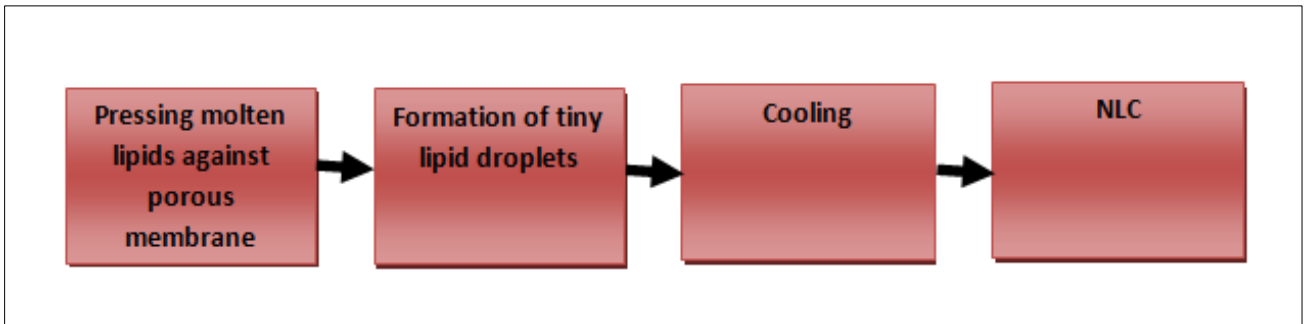 Pressing molten
lipids against
porous
membrane
Formation of tiny
lipid droplets
Cooling
NLC